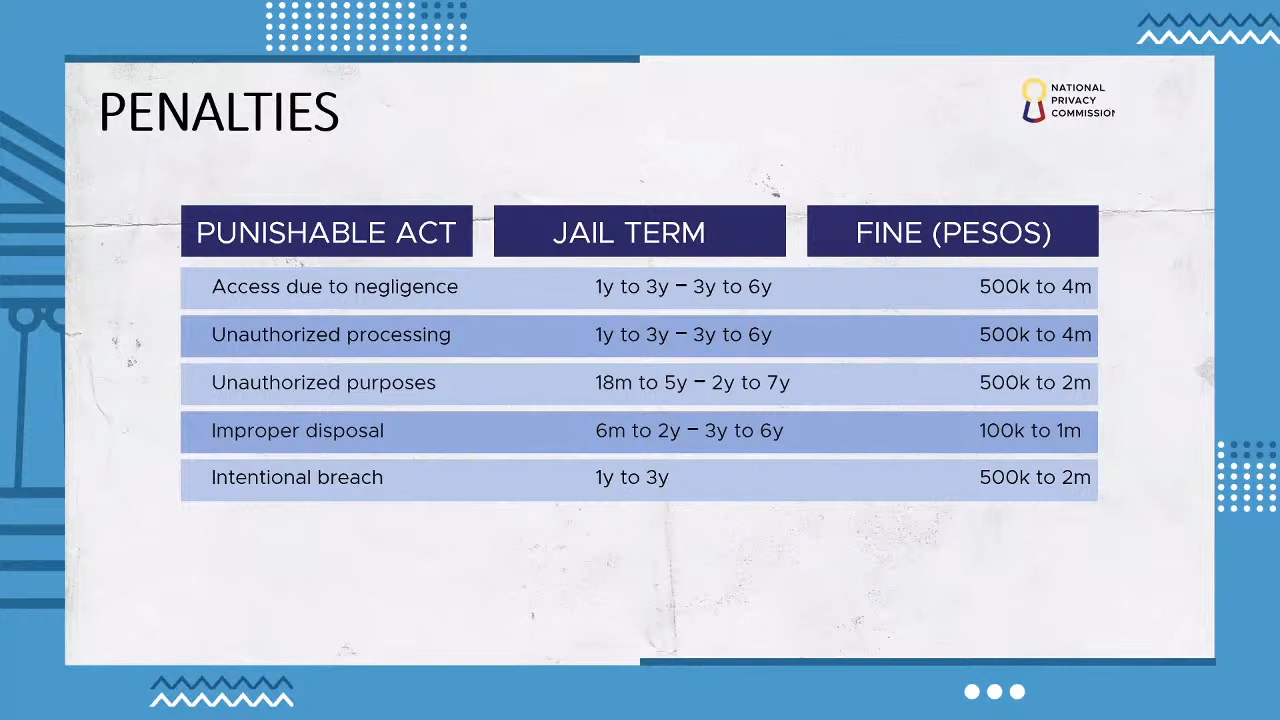 PENALTIES
NATIONAL
PRIVACY
COMMISSION
PUNISHABLE ACT JAIL TERM FINE (PESOS)
Access due to negligence 1y to 3y – 3y to 6y 500k to 4m
Unauthorized processing 1y to 3y – 3y to 6y 500k to 4m
Unauthorized purposes 18m to 5y – 2y to 7y 500k to 2m
Improper disposal 6m to 2y – 3y to 6y 100k to 1m
Intentional breach 1y to 3y 500k to 2m